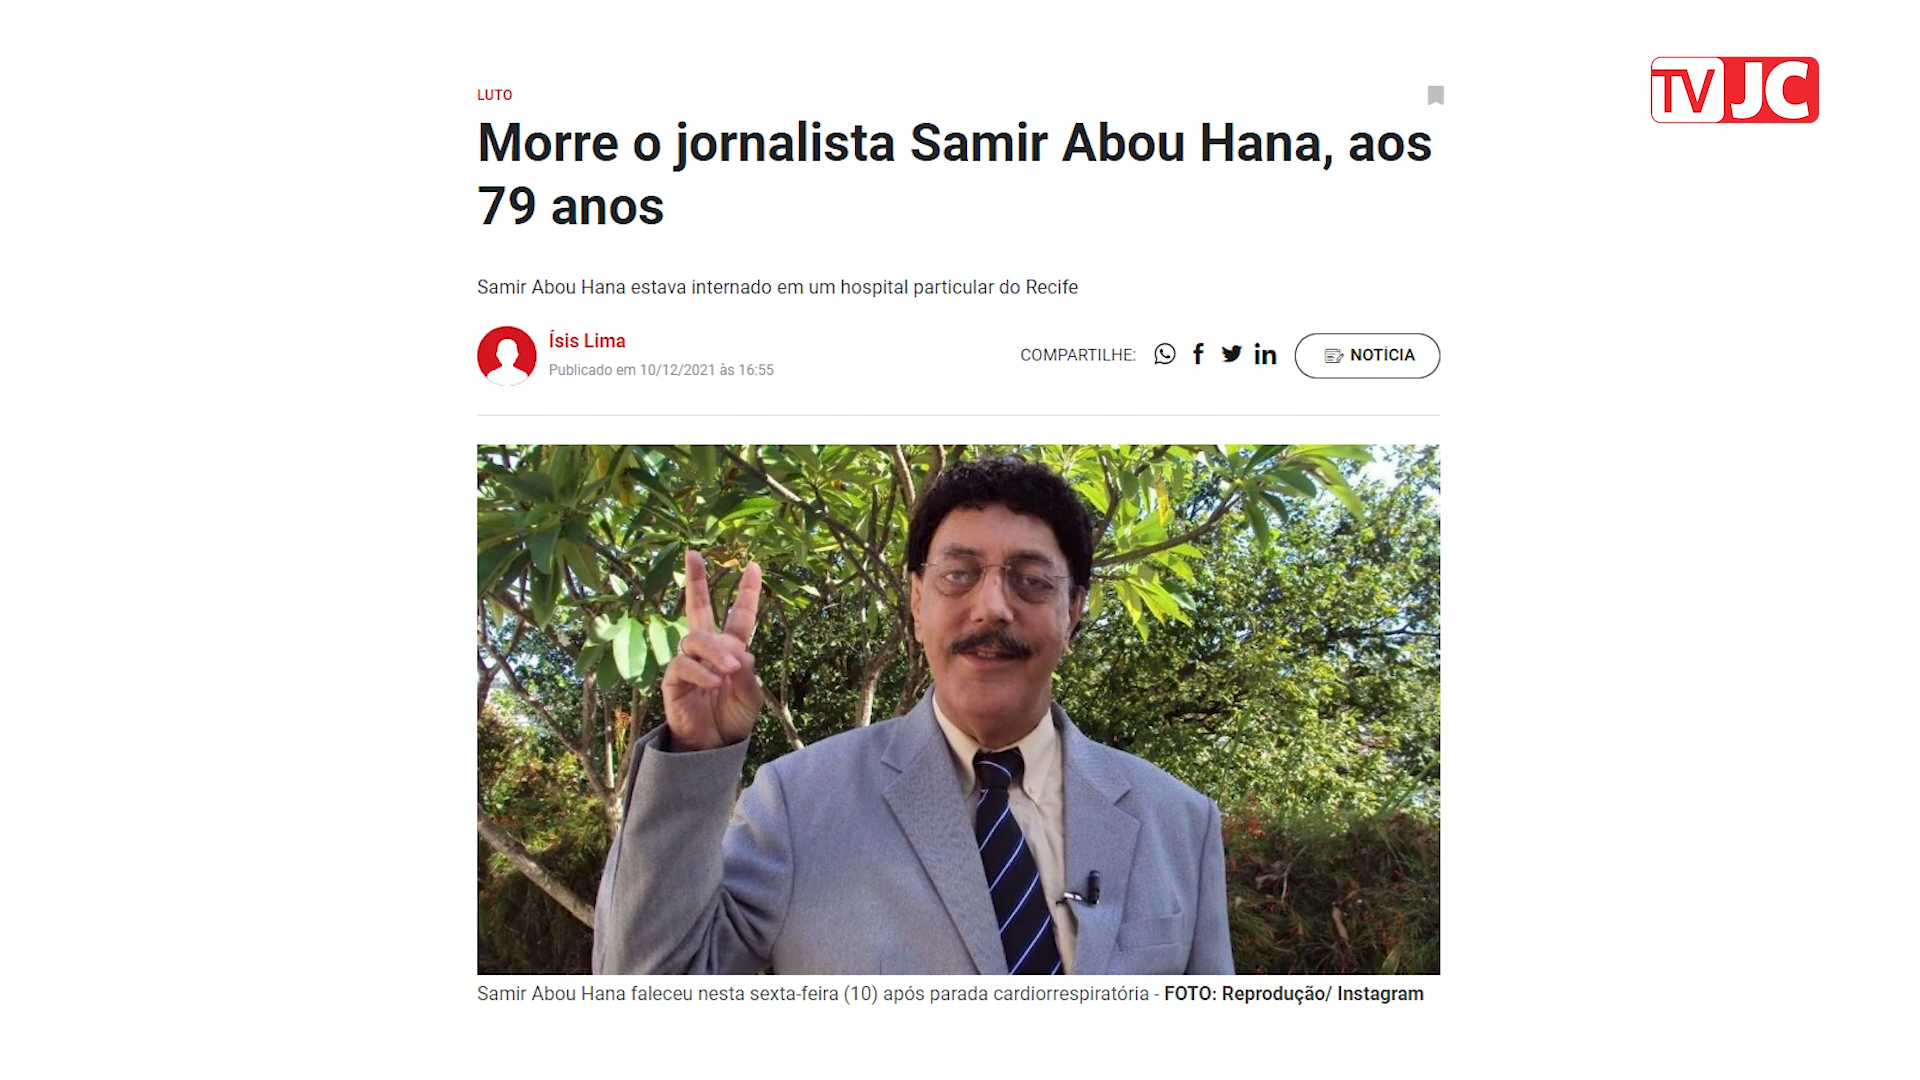 TV JC
LUTO
Morre o jornalista Samir Abou Hana, aos
79 anos
Samir Abou Hana estava internado em um hospital particular do Recife
Ísis Lima
Publicado em 10/12/2021 às 16:55
COMPARTILHE:
NOTÍCIA
Samir Abou Hana faleceu nesta sexta-feira (10) após parada cardiorrespiratória - FOTO: Reprodução/ Instagram